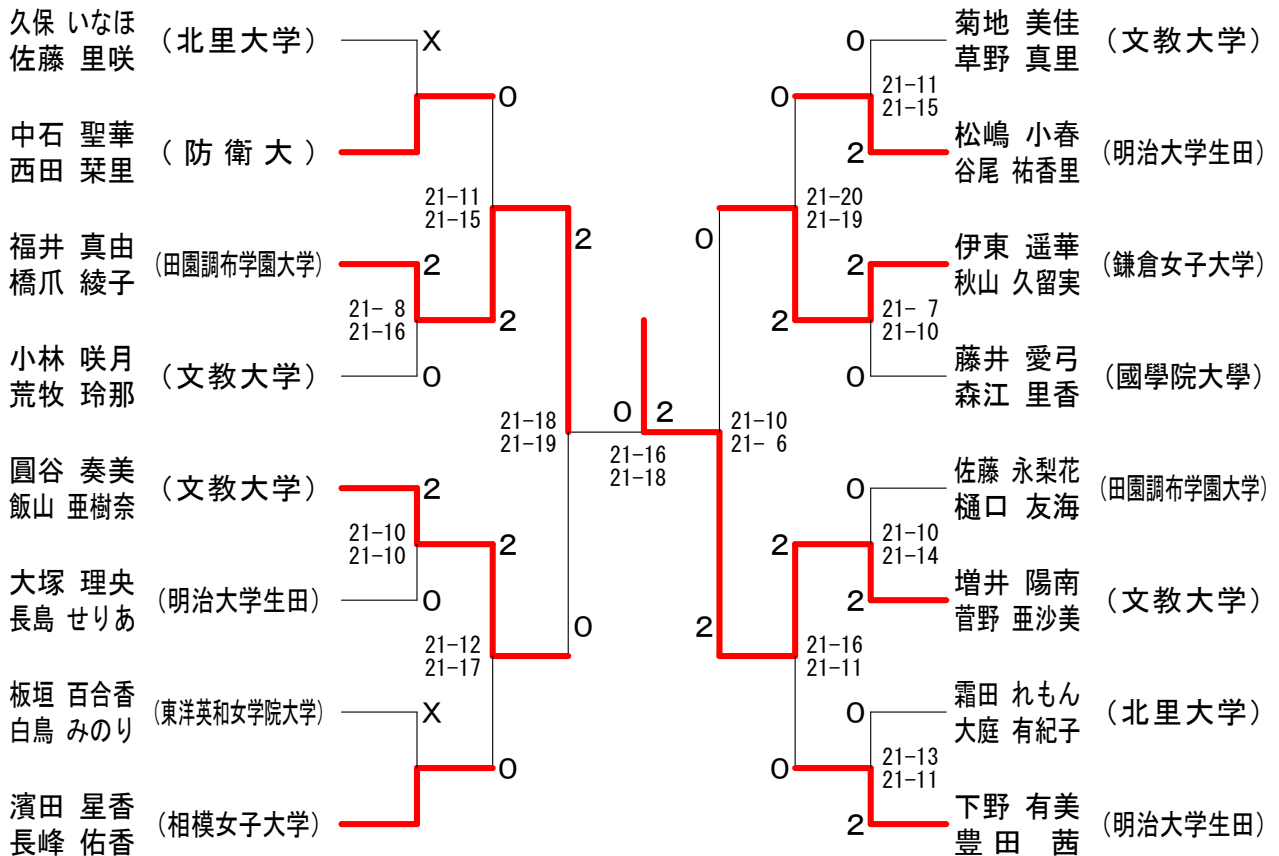 久保 いなほ
佐藤 里咲
(北里大学)
X
0
中石 聖華
西田 栞里
(防衛大)
21-11
21-15
2
福井 真由
橋爪 綾子
(田園調布学園大学)
2
21- 8
21-16
2
小林 咲月
荒牧 玲那
(文教大学)
0
21-18
21-19
圓谷 奏美
飯山 亜樹奈
(文教大学)
2
21-10
21-10
2
大塚 理央
長島 せりあ
(明治大学生田)
0
21-12
21-17
0
板垣 百合香
白鳥 みのり
(東洋英和女学院大学)
X
0
濱田 星香
長峰 佑香
(相模女子大学)
0 2
21-16
21-18
菊地 美佳
草野 真里
(文教大学)
0
21-11
21-15
0
松嶋 小春
谷尾 祐香里
(明治大学生田)
2
21-20
21-19
0
伊東 遥華
秋山 久留実
(鎌倉女子大学)
2
21- 7
21-10
2
藤井 愛弓
森江 里香
(國學院大學)
0
21-10
21- 6
佐藤 永梨花
樋口 友海
(田園調布学園大学)
0
21-10
21-14
2
増井 陽南
菅野 亜沙美
(文教大学)
2
21-16
21-11
2
霜田 れもん
大庭 有紀子
(北里大学)
0
21-13
21-11
0
下野 有美
豊田 茜
(明治大学生田)
2